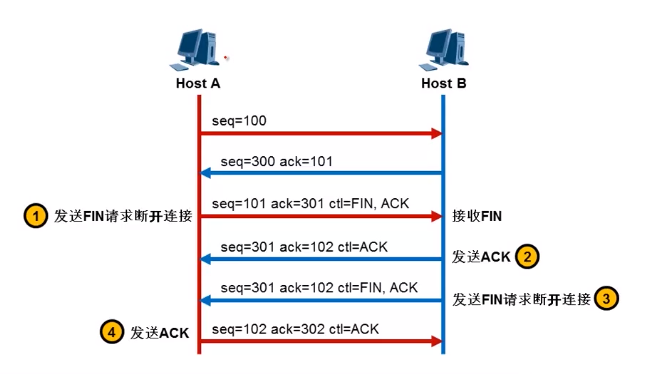 Host A
Host B
seq=100
seq=300 ack=101
1 发送FIN请求断开连接
seq=101 ack=301 ctl=FIN, ACK
接收FIN
seq=301 ack=102 ctl=ACK
发送ACK 2
seq=301 ack=102 ctl=FIN, ACK
发送FIN请求断开连接 3
4 发送ACK
seq=102 ack=302 ctl=ACK